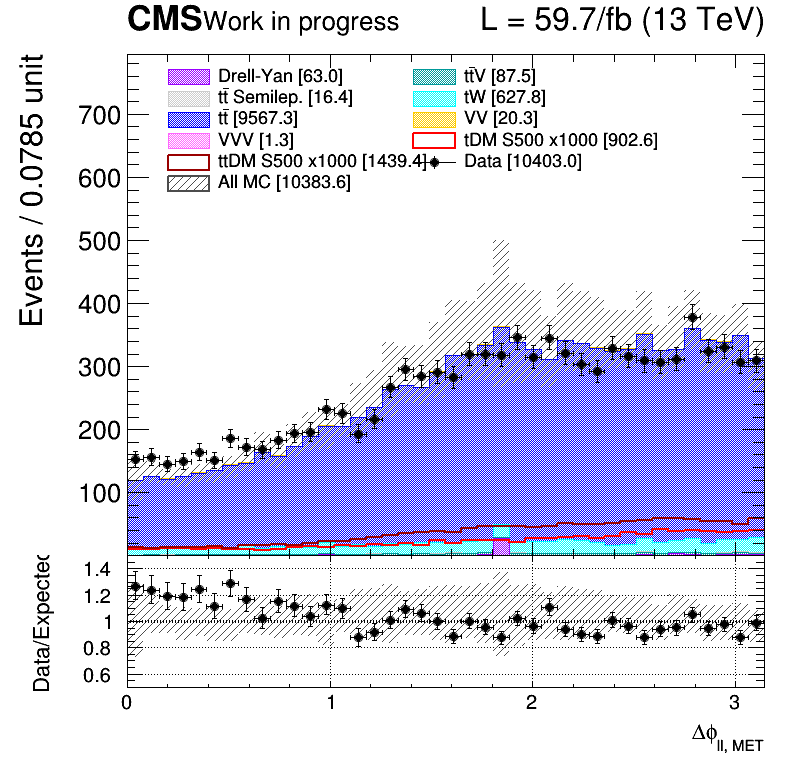 CMS Work in progress L = 59.7/fb (13 TeV)
Events / 0.0785 unit
Drell-Yan [63.0] tt̄V [87.5]
tt̄ Semilep. [16.4] tW [627.8]
tt̄ [9567.3] VV [20.3]
VVV [1.3] tDM S500 x1000 [902.6]
ttDM S500 x1000 [1439.4] Data [10403.0]
All MC [10383.6]
700
600
500
400
300
200
100
Data/Expected
1.4
1.2
1
0.8
0.6
0 1 2 3
Δϕll, MET